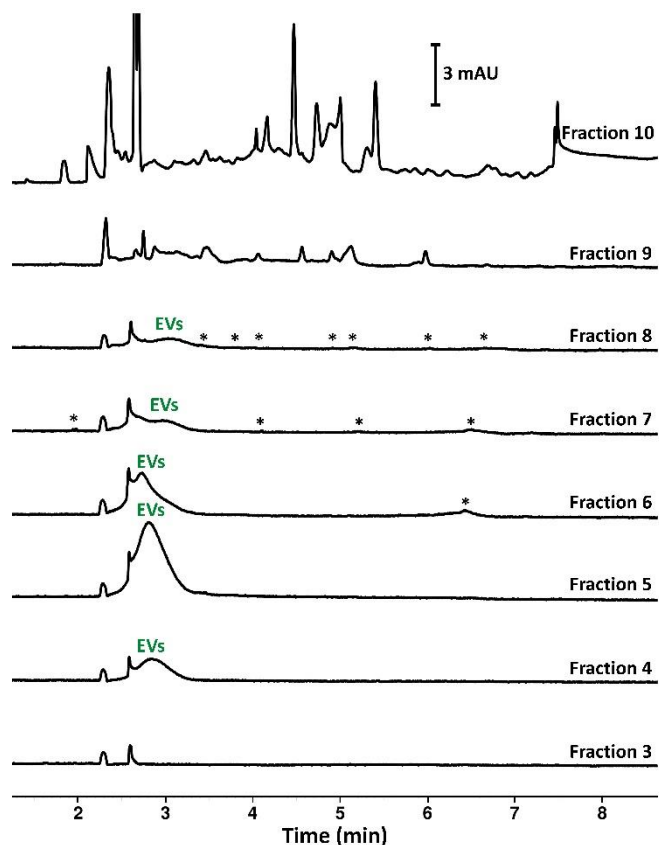 3 mAU
Fraction 10
Fraction 9
EVs
* * * * * * *
Fraction 8
EVs
* * * *
Fraction 7
EVs
*
Fraction 6
EVs
Fraction 5
EVs
Fraction 4
Fraction 3
2 3 4 5 6 7 8
Time (min)